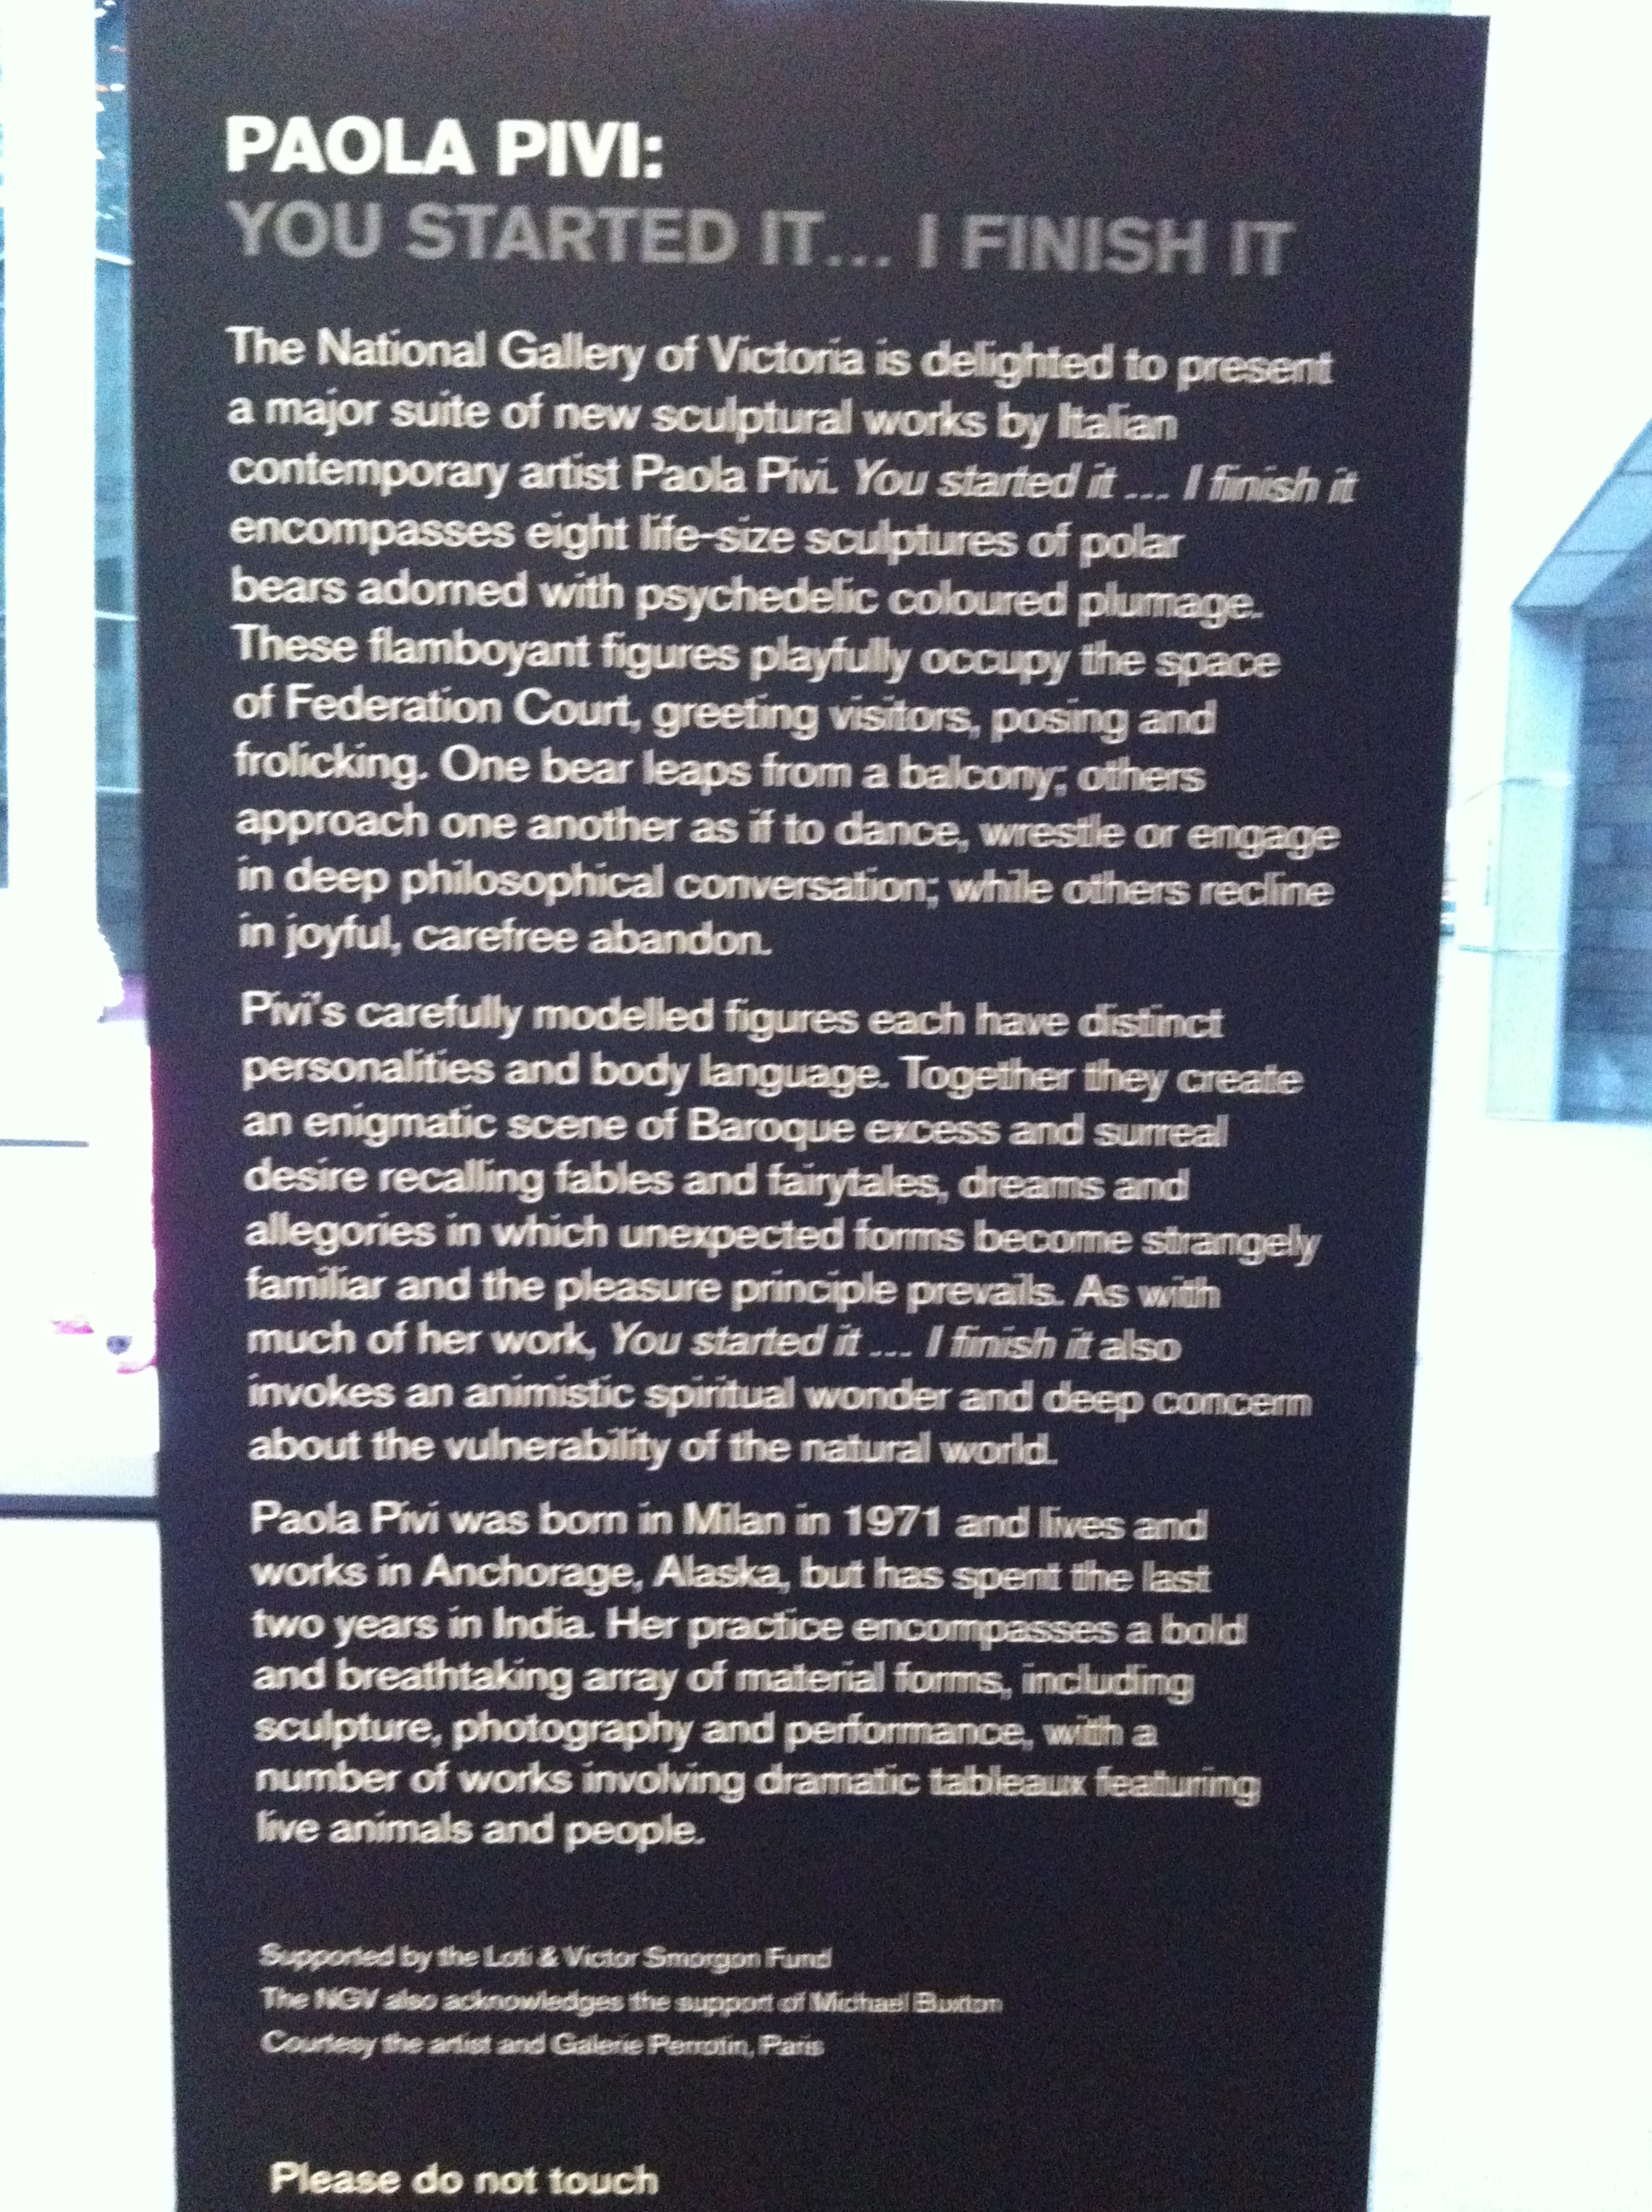 PAOLA PIVI:
YOU STARTED IT... I FINISH IT
The National Gallery of Victoria is delighted to present
a major suite of new sculptural works by Italian
contemporary artist Paola Pivi. You started it ... I finish it
encompasses eight life-size sculptures of polar
bears adorned with psychedelic coloured plumage.
These flamboyant figures playfully occupy the space
of Federation Court, greeting visitors, posing and
frolicking. One bear leaps from a balcony; others
approach one another as if to dance, wrestle or engage
in deep philosophical conversation; while others recline
in joyful, carefree abandon.
Pivi's carefully modelled figures each have distinct
personalities and body language. Together they create
an enigmatic scene of Baroque excess and surreal
desire recalling fables and fairytales, dreams and
allegories in which unexpected forms become strangely
familiar and the pleasure principle prevails. As with
much of her work, You started it ... I finish it also
invokes an animistic spiritual wonder and deep concern
about the vulnerability of the natural world.
Paola Pivi was born in Milan in 1971 and lives and
works in Anchorage, Alaska, but has spent the last
two years in India. Her practice encompasses a bold
and breathtaking array of material forms, including
sculpture, photography and performance, with a
number of works involving dramatic tableaux featuring
live animals and people.
Supported by the Loti & Victor Smorgon Fund
The NGV also acknowledges the support of Michael Buxton
Courtesy the artist and Galerie Perrotin, Paris
Please do not touch